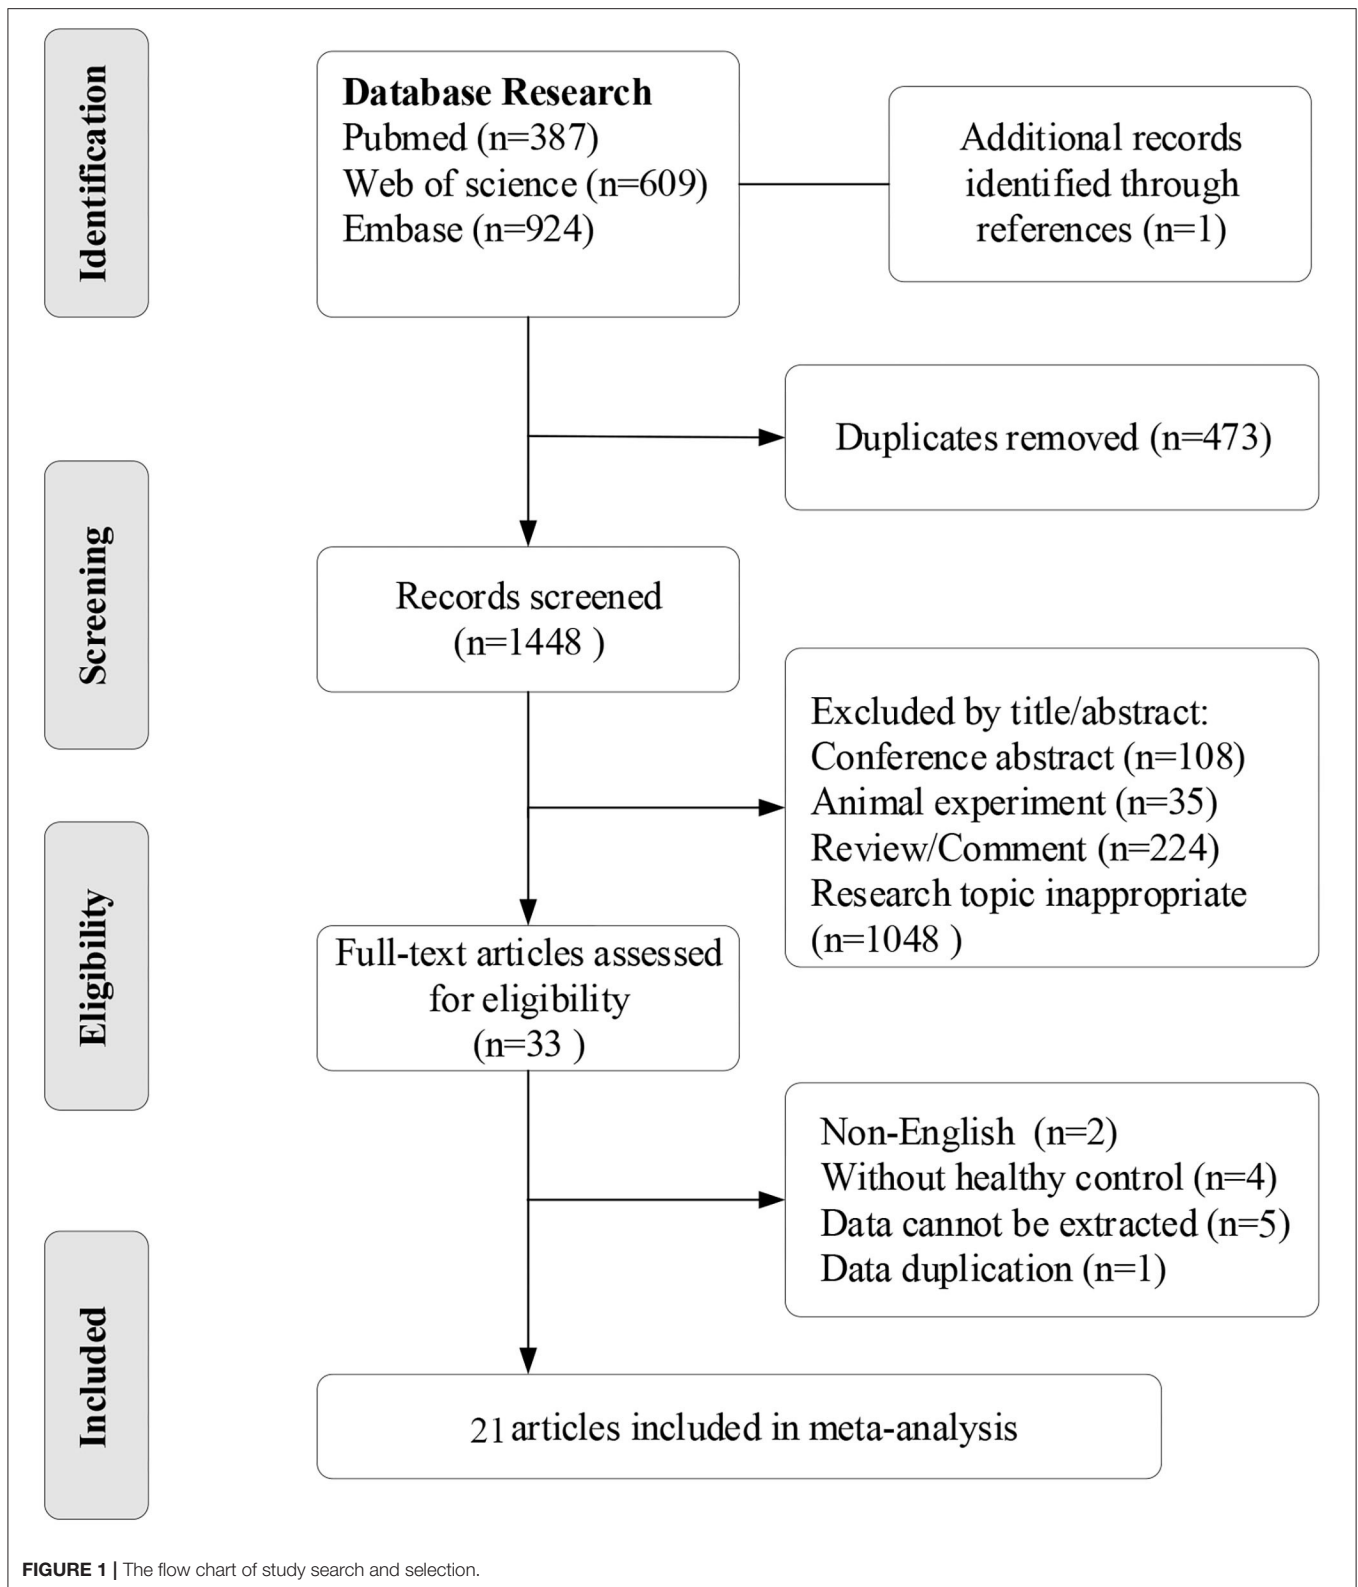 Identification
Database Research
Pubmed (n=387)
Web of science (n=609)
Embase (n=924)
Additional records
identified through
references (n=1)
Duplicates removed (n=473)
Screening
Records screened
(n=1448 )
Excluded by title/abstract:
Conference abstract (n=108)
Animal experiment (n=35)
Review/Comment (n=224)
Research topic inappropriate
(n=1048 )
Eligibility
Full-text articles assessed
for eligibility
(n=33 )
Non-English (n=2)
Without healthy control (n=4)
Data cannot be extracted (n=5)
Data duplication (n=1)
Included
21 articles included in meta-analysis
FIGURE 1 | The flow chart of study search and selection.